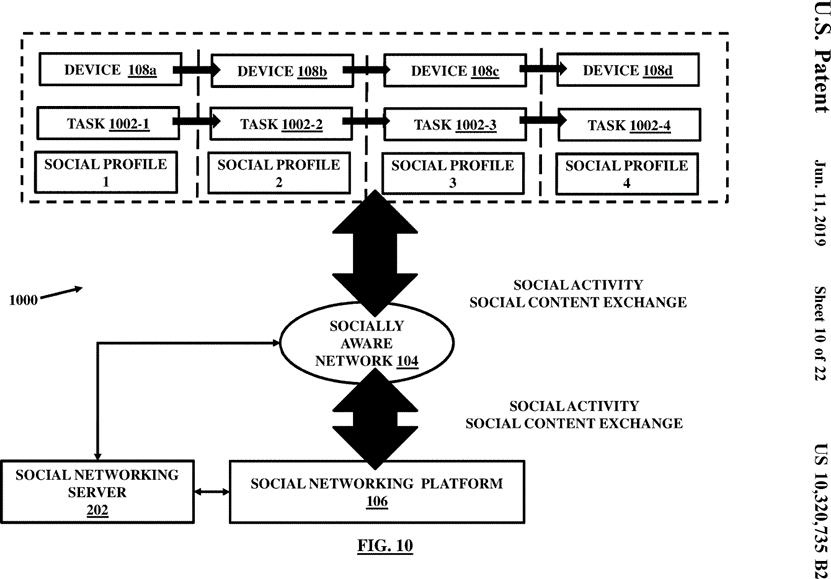 U.S. Patent
Jun. 11, 2019
Sheet 10 of 22
US 10,320,735 B2
DEVICE 108a
DEVICE 108b
DEVICE 108c
DEVICE 108d
TASK 1002-1
TASK 1002-2
TASK 1002-3
TASK 1002-4
SOCIAL PROFILE
1
SOCIAL PROFILE
2
SOCIAL PROFILE
3
SOCIAL PROFILE
4
1000
SOCIAL ACTIVITY
SOCIAL CONTENT EXCHANGE
SOCIALLY
AWARE
NETWORK 104
SOCIAL ACTIVITY
SOCIAL CONTENT EXCHANGE
SOCIAL NETWORKING
SERVER
202
SOCIAL NETWORKING PLATFORM
106
FIG. 10